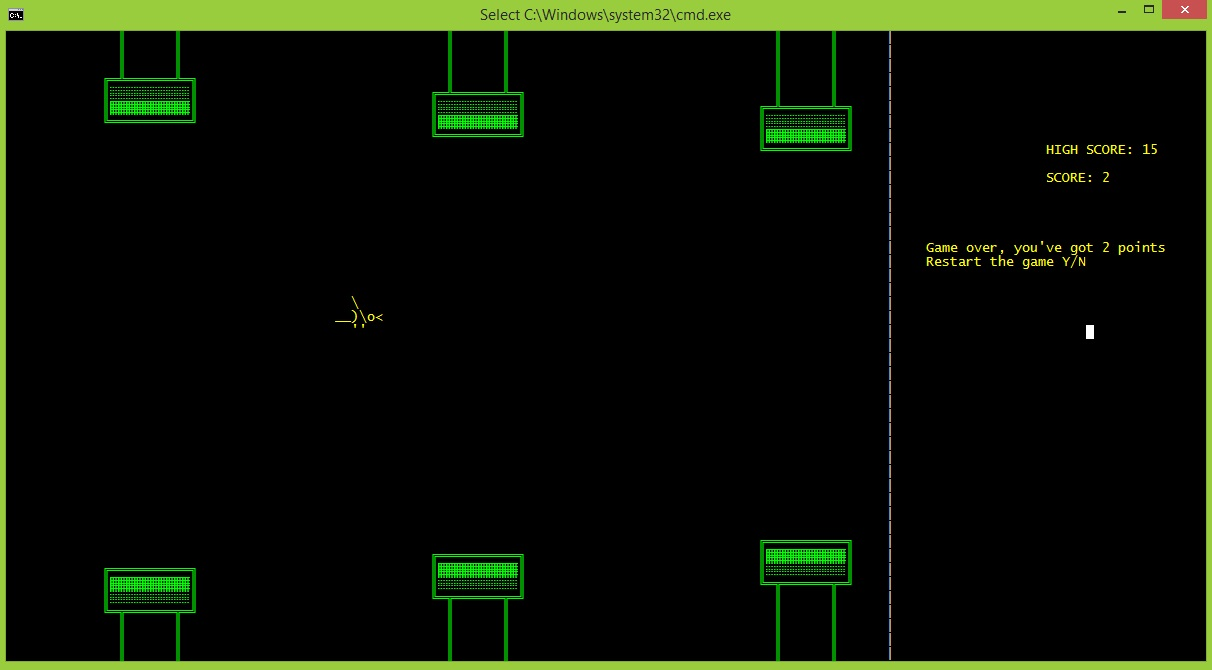 Select C:\Windows\system32\cmd.exe
HIGH SCORE: 15
SCORE: 2
Game over, you've got 2 points
Restart the game Y/N
\
__)\o<
' '